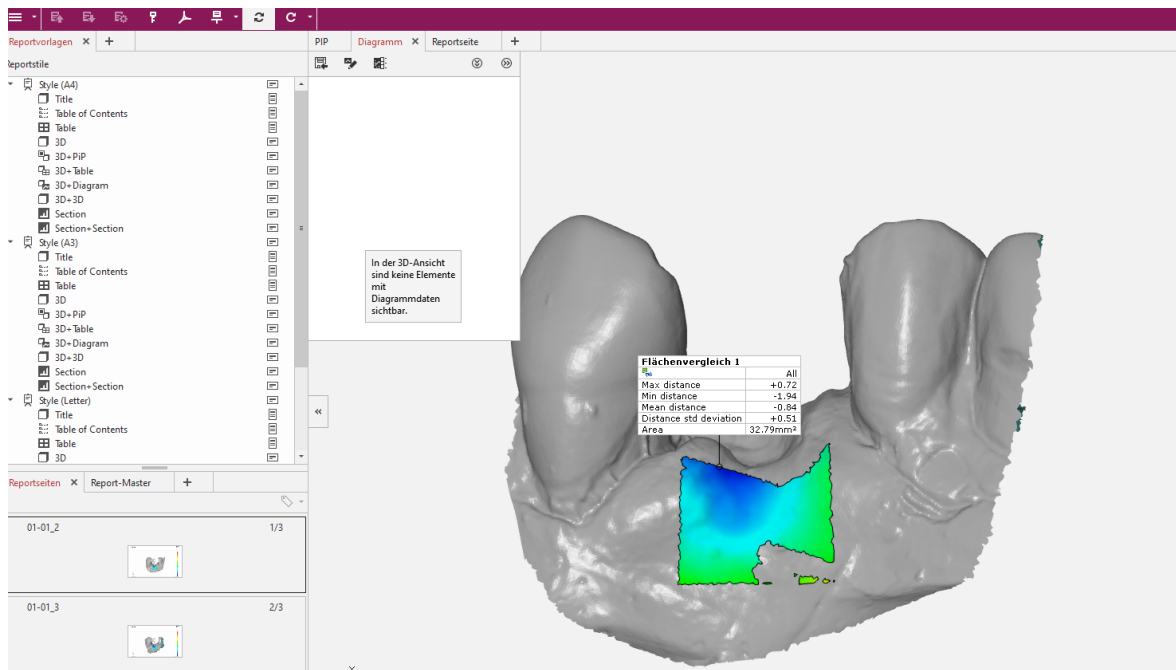 Reportvorlagen
PIP
Diagramm
Reportseite
Reportstile
Style (A4)
Title
Table of Contents
Table
3D
3D+PiP
3D+Table
3D+Diagram
3D+3D
Section
Section+Section
Style (A3)
Title
Table of Contents
Table
3D
3D+PiP
3D+Table
3D+Diagram
3D+3D
Section
Section+Section
Style (Letter)
Title
Table of Contents
Table
3D
In der 3D-Ansicht
sind keine Elemente
mit
Diagrammdaten
sichtbar.
Flächenvergleich 1
All
Max distance +0.72
Min distance -1.94
Mean distance -0.84
Distance std deviation +0.51
Area 32.79mm²
Reportseiten
Report-Master
01-01_2 1/3
01-01_3 2/3